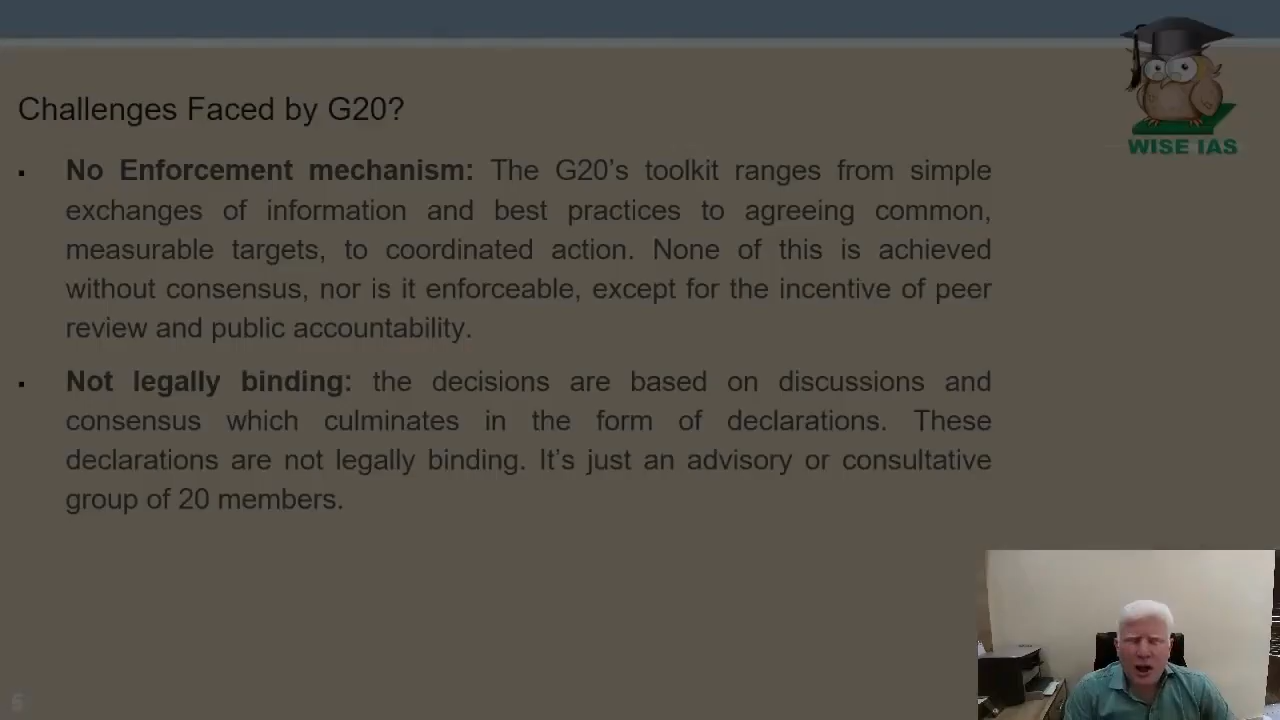 WISE IAS
Challenges Faced by G20?
▪ No Enforcement mechanism: The G20’s toolkit ranges from simple
exchanges of information and best practices to agreeing common,
measurable targets, to coordinated action. None of this is achieved
without consensus, nor is it enforceable, except for the incentive of peer
review and public accountability.
▪ Not legally binding: the decisions are based on discussions and
consensus which culminates in the form of declarations. These
declarations are not legally binding. It’s just an advisory or consultative
group of 20 members.